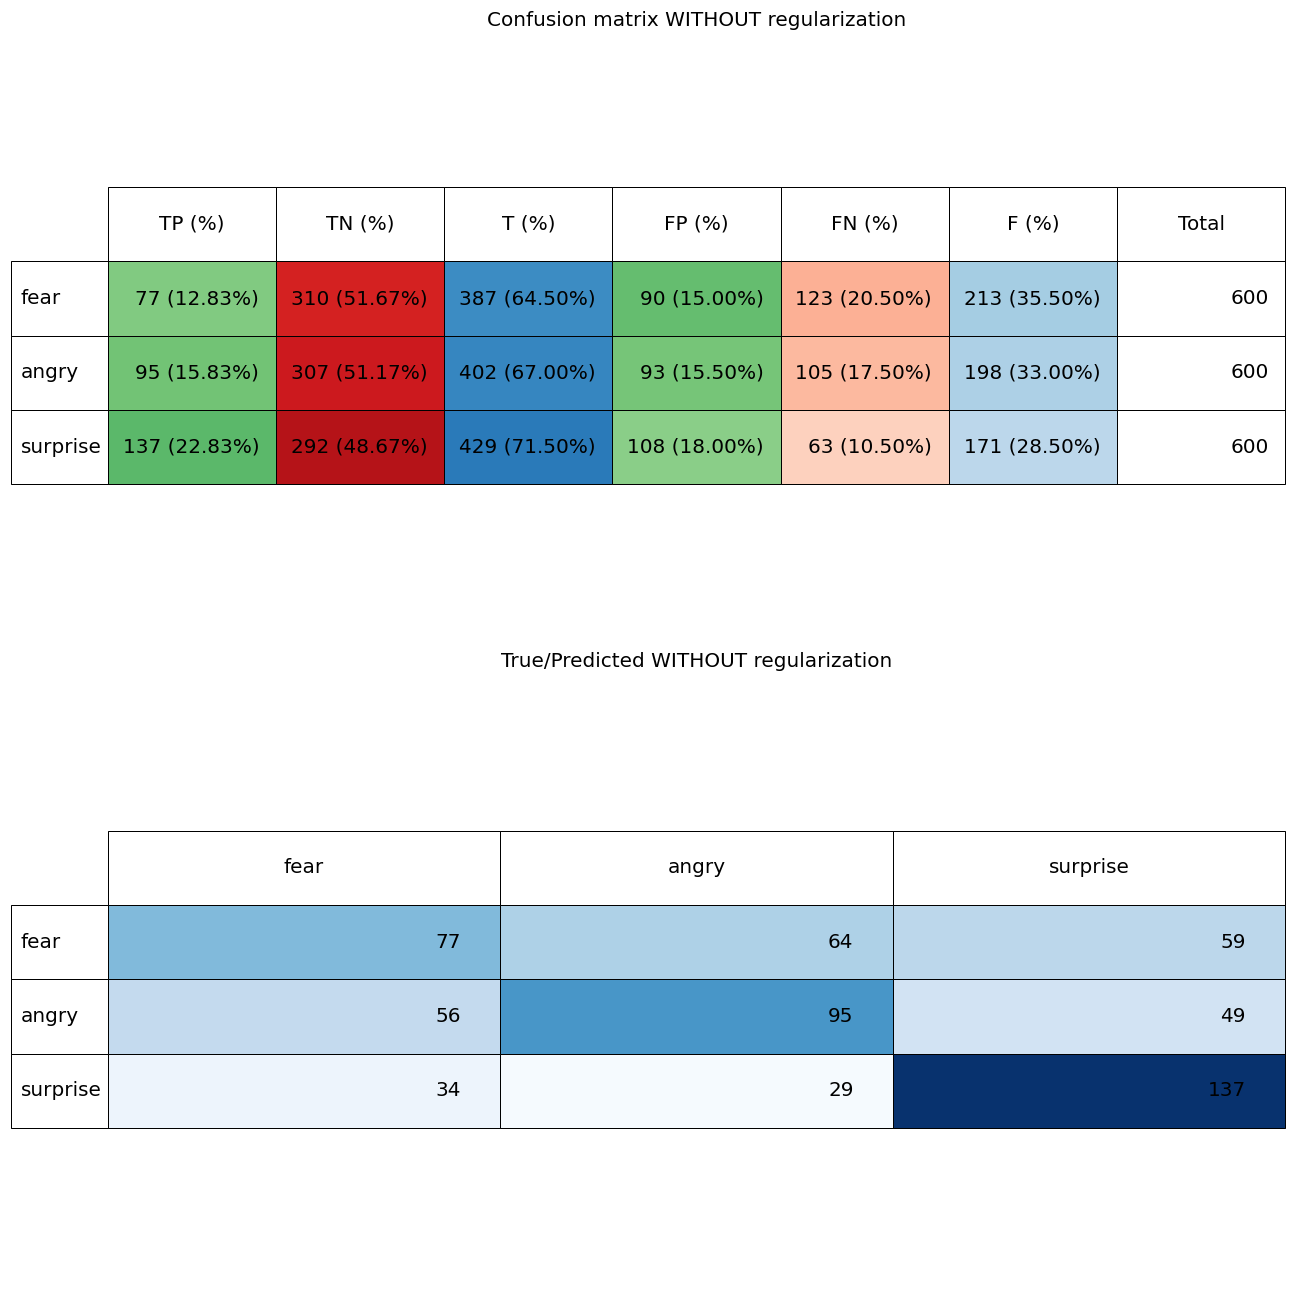 Confusion matrix WITHOUT regularization
TP (%) TN (%) T (%) FP (%) FN (%) F (%) Total
fear 77 (12.83%) 310 (51.67%) 387 (64.50%) 90 (15.00%) 123 (20.50%) 213 (35.50%) 600
angry 95 (15.83%) 307 (51.17%) 402 (67.00%) 93 (15.50%) 105 (17.50%) 198 (33.00%) 600
surprise 137 (22.83%) 292 (48.67%) 429 (71.50%) 108 (18.00%) 63 (10.50%) 171 (28.50%) 600
True/Predicted WITHOUT regularization
fear angry surprise
fear 77 64 59
angry 56 95 49
surprise 34 29 137